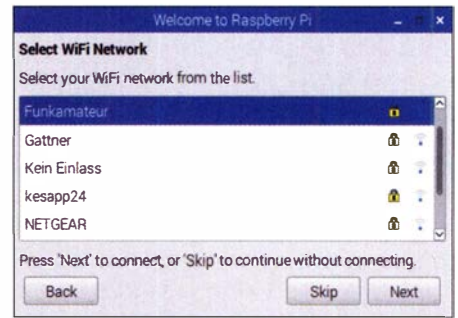 Welcome to Raspberry Pi
Select WiFi Network
Select your WiFi network from the list.
Funkamateur
Gattner
Kein Einlass
kesapp24
NETGEAR
Press 'Next' to connect, or 'Skip' to continue without connecting.
Back Skip Next